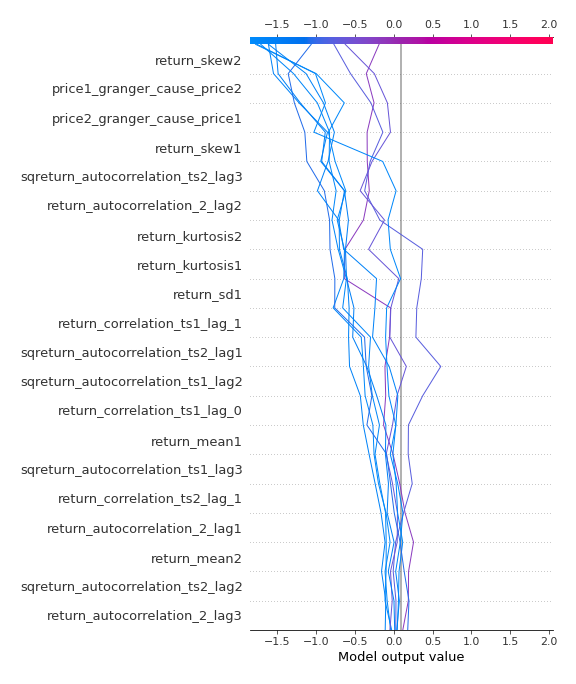 −1.5 −1.0 −0.5 0.0 0.5 1.0 1.5 2.0
return_skew2
price1_granger_cause_price2
price2_granger_cause_price1
return_skew1
sqreturn_autocorrelation_ts2_lag3
return_autocorrelation_2_lag2
return_kurtosis2
return_kurtosis1
return_sd1
return_correlation_ts1_lag_1
sqreturn_autocorrelation_ts2_lag1
sqreturn_autocorrelation_ts1_lag2
return_correlation_ts1_lag_0
return_mean1
sqreturn_autocorrelation_ts1_lag3
return_correlation_ts2_lag_1
return_autocorrelation_2_lag1
return_mean2
sqreturn_autocorrelation_ts2_lag2
return_autocorrelation_2_lag3
−1.5 −1.0 −0.5 0.0 0.5 1.0 1.5 2.0
Model output value